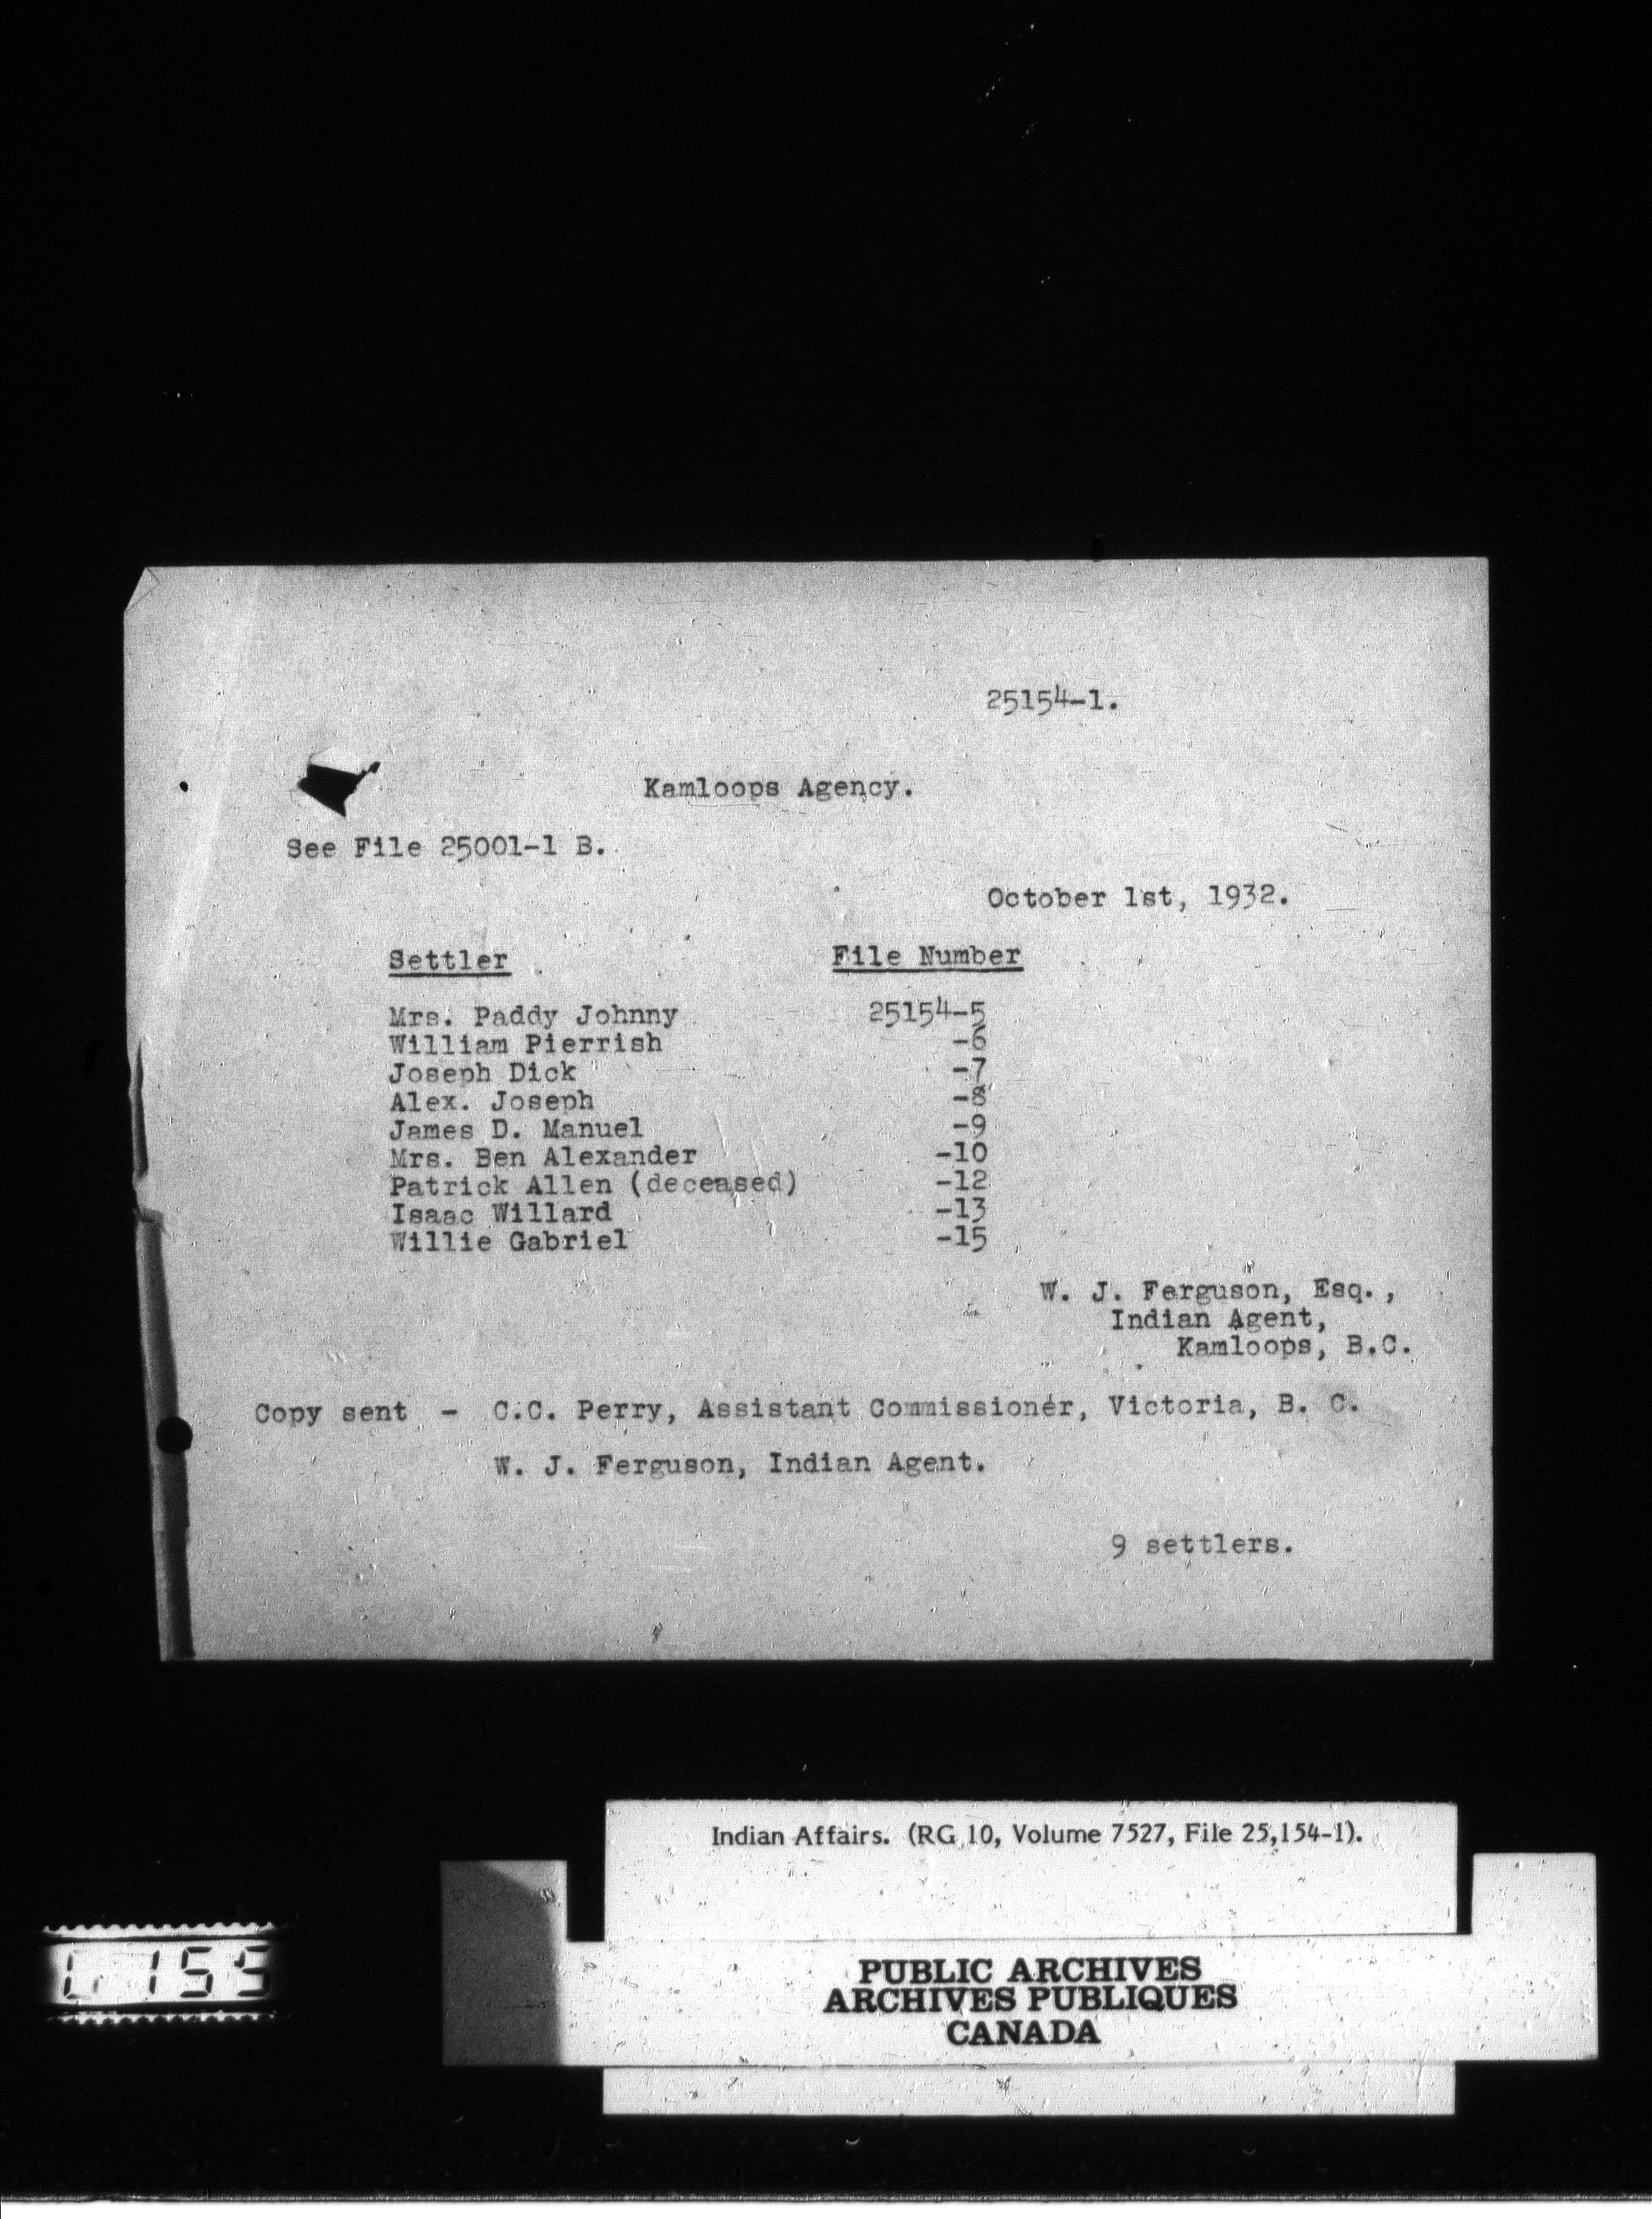 25154-1.
Kamloops Agency.
See File 25001-1 B.
October 1st, 1932.
Settler File Number
Mrs. Paddy Johnny 25154-5
William Pierrish -6
Joseph Dick -7
Alex. Joseph -8
James D. Manuel -9
Mrs. Ben Alexander -10
Patrick Allen (deceased) -12
Isaac Willard -13
Willie Gabriel -15
W. J. Ferguson, Esq.,
Indian Agent,
Kamloops, B.C.
Copy sent - C.C. Perry, Assistant Commissioner, Victoria, B. C.
W. J. Ferguson, Indian Agent.
9 settlers.
Indian Affairs. (RG 10, Volume 7527, File 25,154-1).
PUBLIC ARCHIVES
ARCHIVES PUBLIQUES
CANADA
155